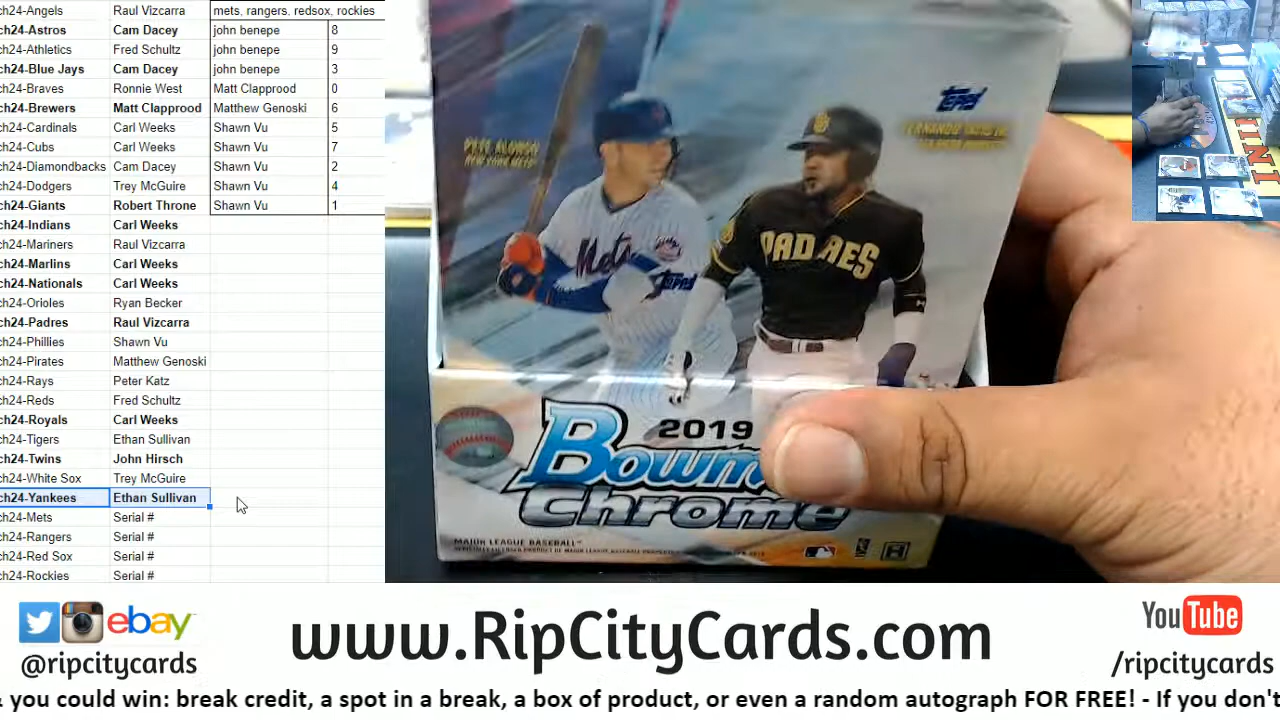 ch24-Angels Raul Vizcarra mets, rangers, redsox, rockies
ch24-Astros Cam Dacey john benepe 8
ch24-Athletics Fred Schultz john benepe 9
ch24-Blue Jays Cam Dacey john benepe 3
ch24-Braves Ronnie West Matt Clapprood 0
ch24-Brewers Matt Clapprood Matthew Genoski 6
ch24-Cardinals Carl Weeks Shawn Vu 5
ch24-Cubs Carl Weeks Shawn Vu 7
ch24-Diamondbacks Cam Dacey Shawn Vu 2
ch24-Dodgers Trey McGuire Shawn Vu 4
ch24-Giants Robert Throne Shawn Vu 1
ch24-Indians Carl Weeks
ch24-Mariners Raul Vizcarra
ch24-Marlins Carl Weeks
ch24-Nationals Carl Weeks
ch24-Orioles Ryan Becker
ch24-Padres Raul Vizcarra
ch24-Phillies Shawn Vu
ch24-Pirates Matthew Genoski
ch24-Rays Peter Katz
ch24-Reds Fred Schultz
ch24-Royals Carl Weeks
ch24-Tigers Ethan Sullivan
ch24-Twins John Hirsch
ch24-White Sox Trey McGuire
ch24-Yankees Ethan Sullivan
ch24-Mets Serial #
ch24-Rangers Serial #
ch24-Red Sox Serial #
ch24-Rockies Serial #
Topps
PETE ALONSO
NEW YORK METS
FERNANDO TATIS JR.
Mets
Topps
PADRES
2019
Bowm
Chrome
MAJOR LEAGUE BASEBALL
MINI
ebay
@ripcitycards
www.RipCityCards.com
YouTube
/ripcitycards
& you could win: break credit, a spot in a break, a box of product, or even a random autograph FOR FREE! - If you don't